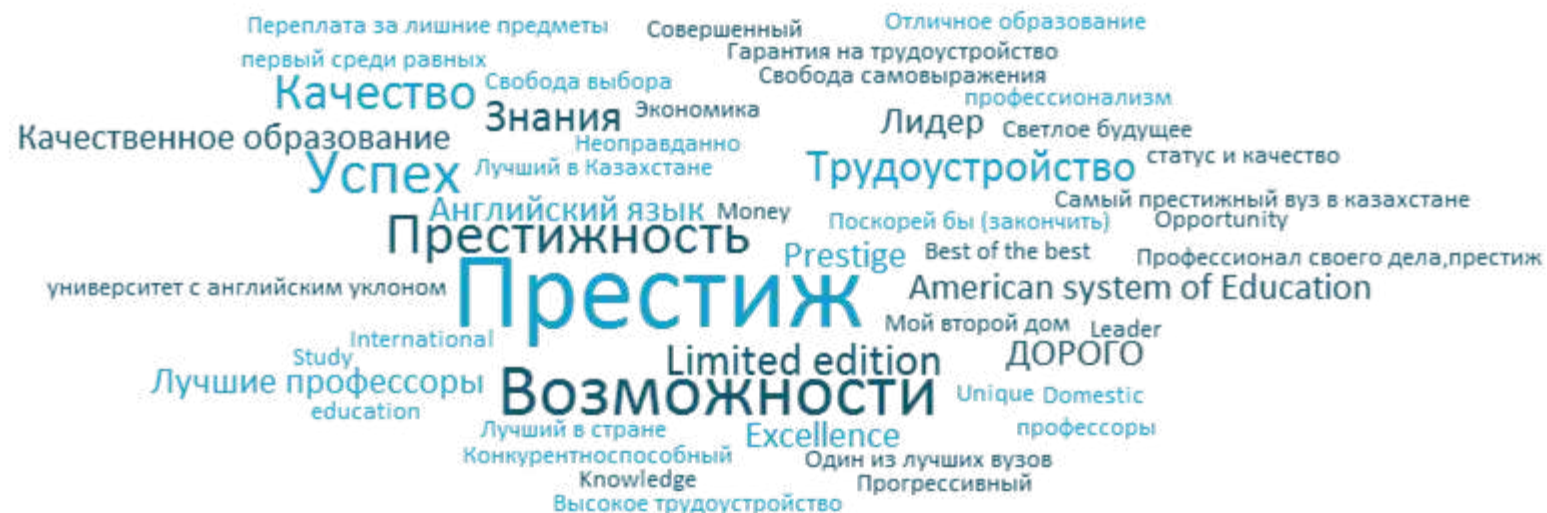 Переплата за лишние предметы
Совершенный
Отличное образование
Гарантия на трудоустройство
первый среди равных
Свобода выбора
Свобода самовыражения
Качество
профессионализм
Знания
Экономика
Лидер
Светлое будущее
Качественное образование
Неоправданно
Успех
Лучший в Казахстане
Трудоустройство
статус и качество
Самый престижный вуз в казахстане
Английский язык
Money
Поскорей бы (закончить)
Opportunity
Престижность
Prestige
Best of the best
Профессионал своего дела,престиж
университет с английским уклоном
Престиж
American system of Education
Мой второй дом
Leader
International
Study
Limited edition
ДОРОГО
Лучшие профессоры
Возможности
Unique
Domestic
education
Лучший в стране
Excellence
профессоры
Конкурентноспособный
Один из лучших вузов
Knowledge
Прогрессивный
Высокое трудоустройство